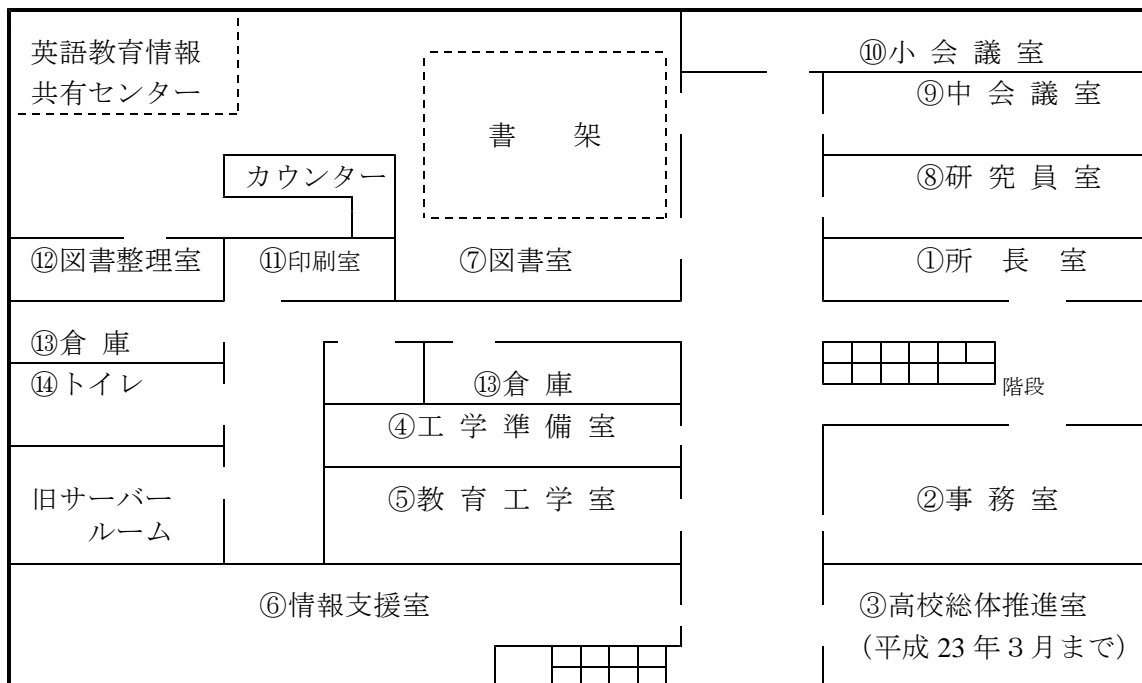 英語教育情報
共有センター
⑩小 会 議 室
⑨中 会 議 室
書 架
カウンター
⑧研 究 員 室
⑫図書整理室
⑪印刷室
⑦図書室
①所 長 室
⑬倉 庫
⑭トイレ
⑬倉 庫
階段
④工 学 準 備 室
旧サーバー
ルーム
⑤教 育 工 学 室
②事 務 室
⑥情報支援室
③高校総体推進室
（平成 23 年３月まで）